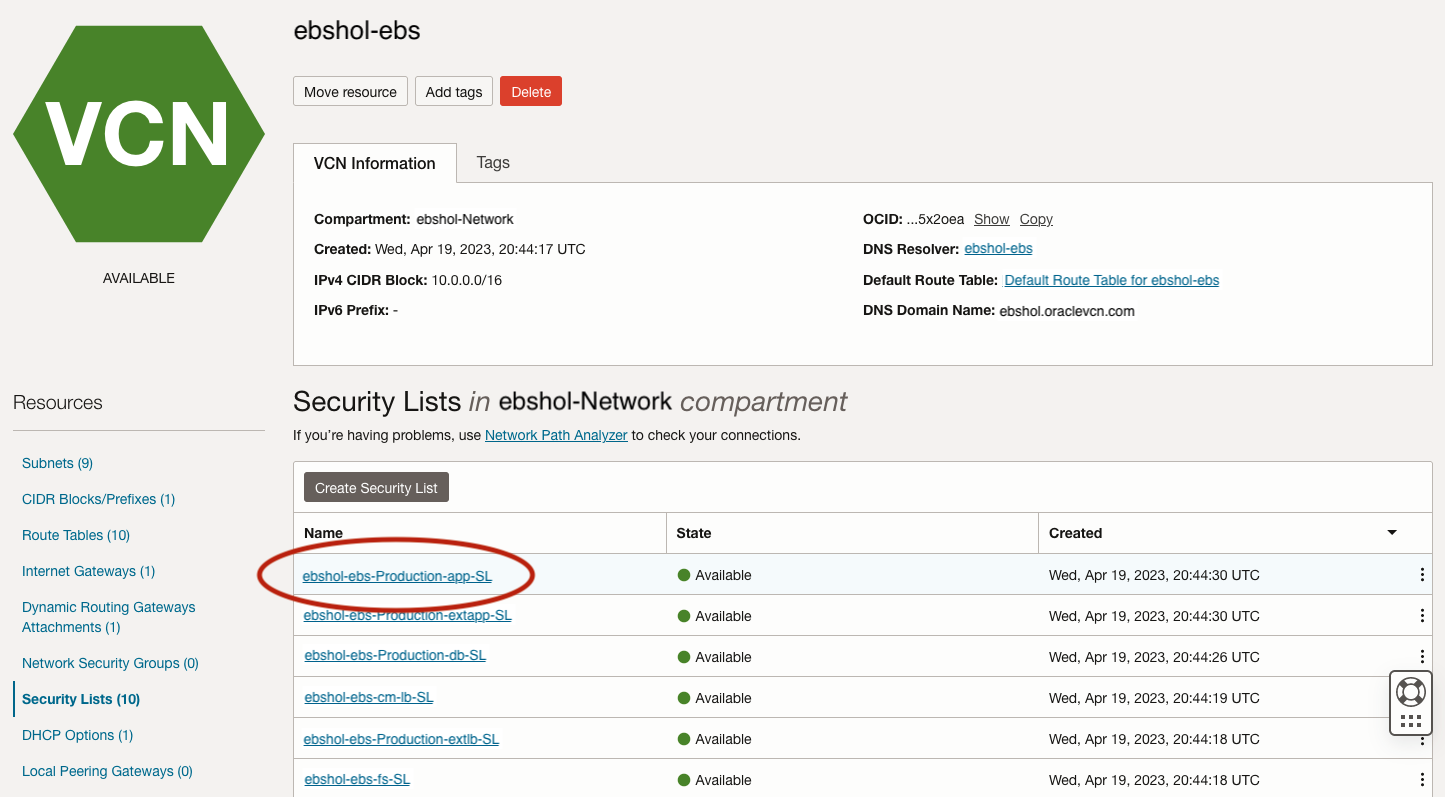 ebshol-ebs
VCN
Move resource Add tags Delete
AVAILABLE
VCN Information Tags
Compartment: ebshol-Network
Created: Wed, Apr 19, 2023, 20:44:17 UTC
IPv4 CIDR Block: 10.0.0.0/16
IPv6 Prefix: -
OCID: ...5x2oea Show Copy
DNS Resolver: ebshol-ebs
Default Route Table: Default Route Table for ebshol-ebs
DNS Domain Name: ebshol.oraclevcn.com
Resources
Subnets (9)
CIDR Blocks/Prefixes (1)
Route Tables (10)
Internet Gateways (1)
Dynamic Routing Gateways
Attachments (1)
Network Security Groups (0)
Security Lists (10)
DHCP Options (1)
Local Peering Gateways (0)
Security Lists in ebshol-Network compartment
If you're having problems, use Network Path Analyzer to check your connections.
Create Security List
Name State Created
ebshol-ebs-Production-app-SL Available Wed, Apr 19, 2023, 20:44:30 UTC
ebshol-ebs-Production-extapp-SL Available Wed, Apr 19, 2023, 20:44:30 UTC
ebshol-ebs-Production-db-SL Available Wed, Apr 19, 2023, 20:44:26 UTC
ebshol-ebs-cm-lb-SL Available Wed, Apr 19, 2023, 20:44:19 UTC
ebshol-ebs-Production-extlb-SL Available Wed, Apr 19, 2023, 20:44:18 UTC
ebshol-ebs-fs-SL Available Wed, Apr 19, 2023, 20:44:18 UTC